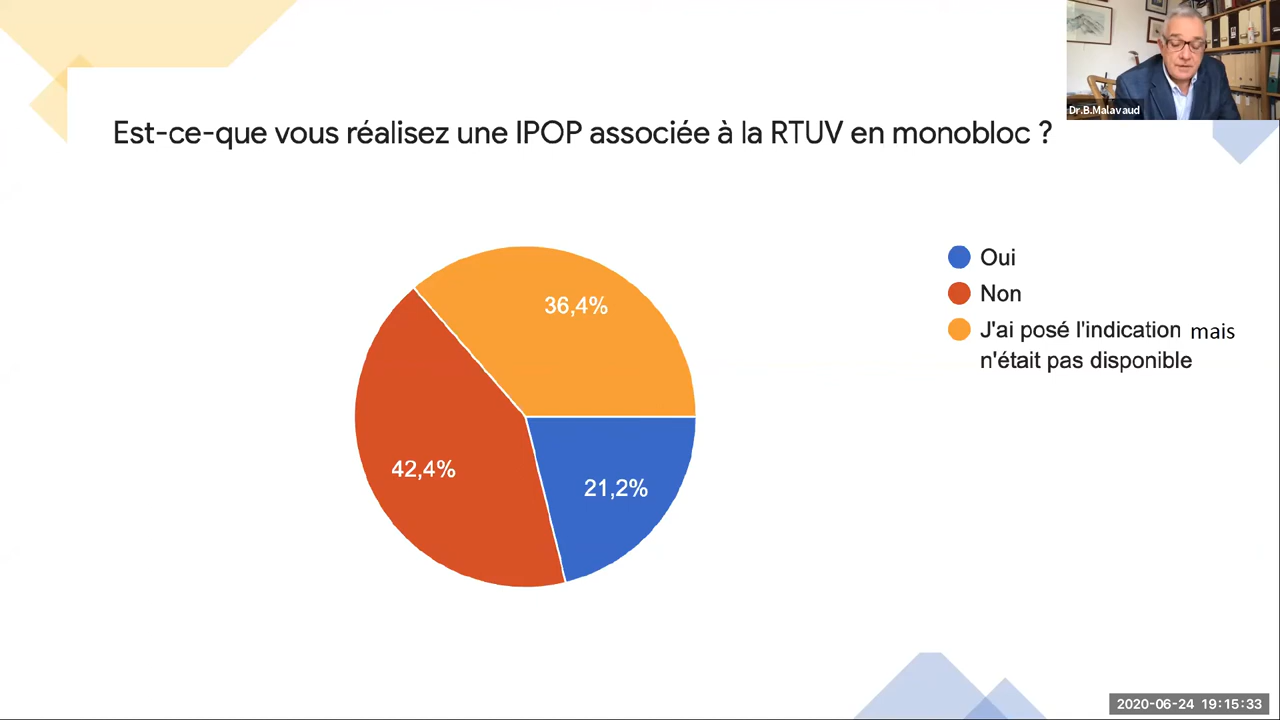 Dr.B.Malavaud
Est-ce-que vous réalisez une IPOP associée à la RTUV en monobloc ?
Oui
Non
J'ai posé l'indication mais
n'était pas disponible
36,4%
42,4%
21,2%
2020-06-24 19:15:33